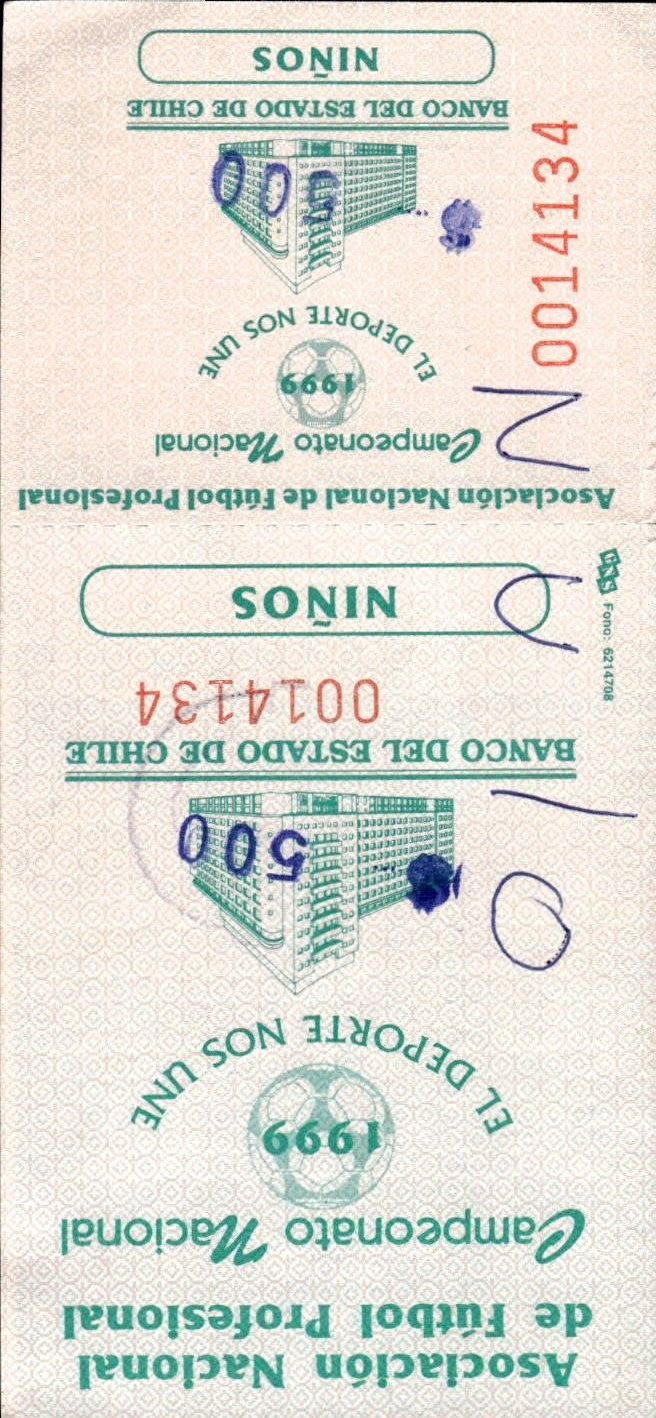 Asociación Nacional
de Fútbol Profesional
Campeonato Nacional
1999
EL DEPORTE NOS UNE
500
BANCO DEL ESTADO DE CHILE
0014134
NIÑOS
Fono: 6214708
Asociación Nacional de Fútbol Profesional
Campeonato Nacional
1999
EL DEPORTE NOS UNE
$ 500
BANCO DEL ESTADO DE CHILE
NIÑOS
0014134